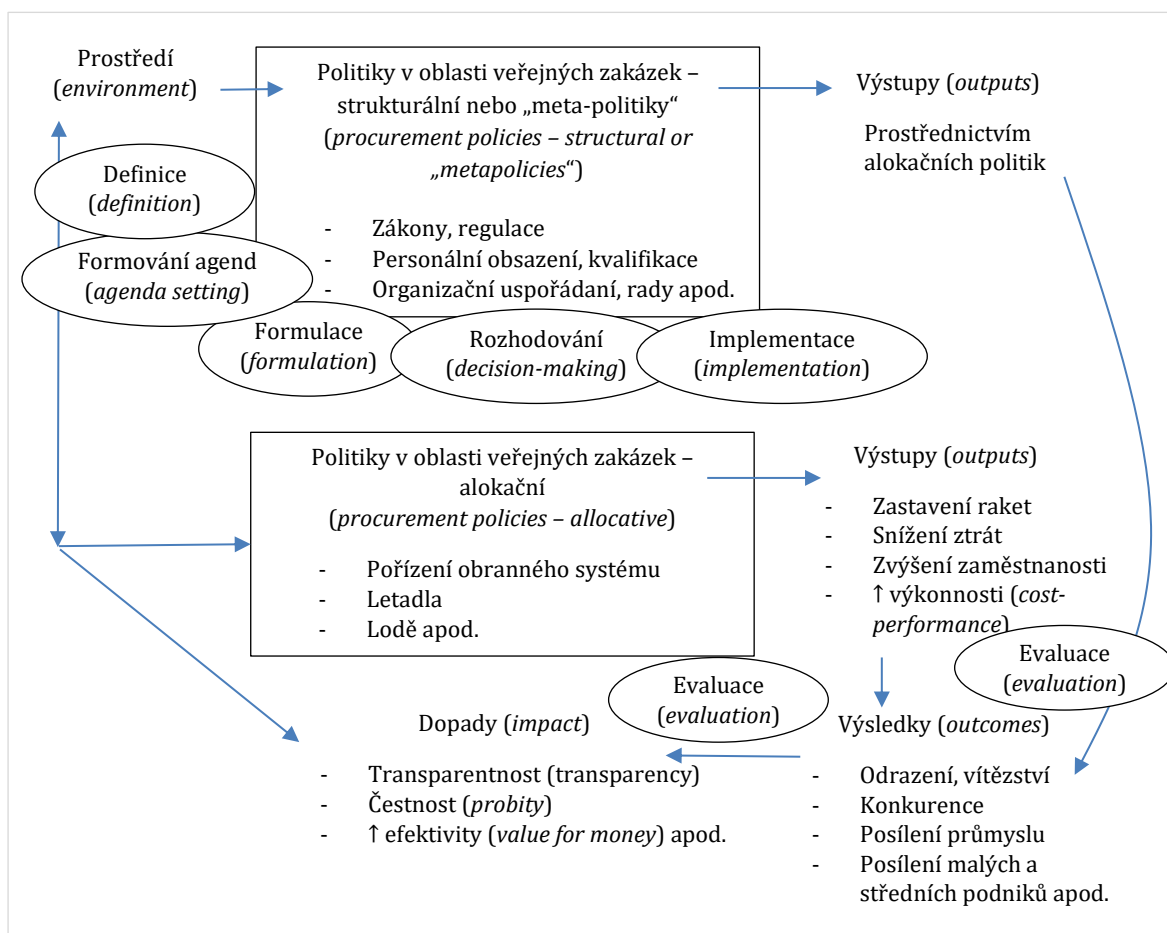 Prostředí
(environment)
Politiky v oblasti veřejných zakázek –
strukturální nebo „meta-politiky“
(procurement policies – structural or
„metapolicies“)
- Zákony, regulace
- Personální obsazení, kvalifikace
- Organizační uspořádaní, rady apod.
Výstupy (outputs)
Prostřednictvím
alokačních politik
Definice
(definition)
Formování agend
(agenda setting)
Formulace
(formulation)
Rozhodování
(decision-making)
Implementace
(implementation)
Politiky v oblasti veřejných zakázek –
alokační
(procurement policies – allocative)
- Pořízení obranného systému
- Letadla
- Lodě apod.
Výstupy (outputs)
- Zastavení raket
- Snížení ztrát
- Zvýšení zaměstnanosti
- ↑ výkonnosti (cost-
performance)
Evaluace
(evaluation)
Evaluace
(evaluation)
Dopady (impact)
- Transparentnost (transparency)
- Čestnost (probity)
- ↑ efektivity (value for money) apod.
Výsledky (outcomes)
- Odrazení, vítězství
- Konkurence
- Posílení průmyslu
- Posílení malých a
středních podniků apod.